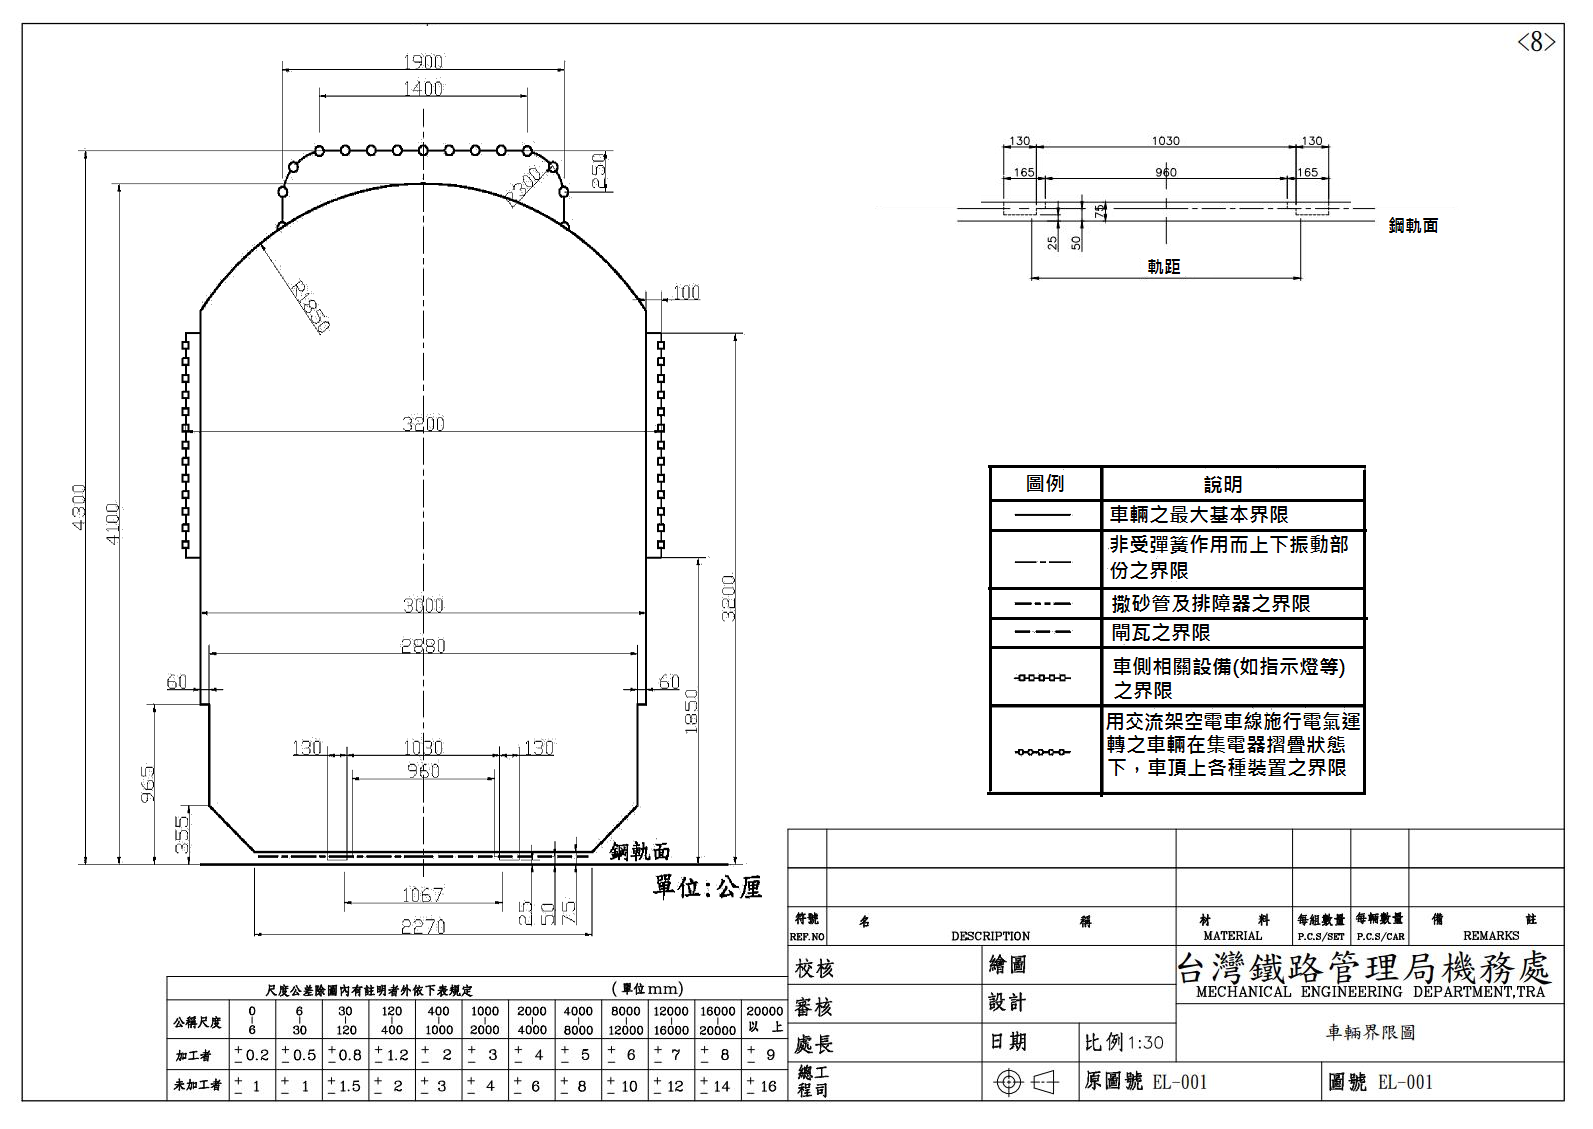 <8>
1900
1400
250
R300
R1850
100
3200
4300
4100
3000
3200
2880
60
60
1850
130
1030
130
960
965
355
鋼軌面
單位:公厘
1067
25
50
75
2270
130
1030
130
165
960
165
75
25
50
鋼軌面
軌距
圖例
說明
車輛之最大基本界限
非受彈簧作用而上下振動部
份之界限
撒砂管及排障器之界限
閘瓦之界限
車側相關設備(如指示燈等)
之界限
用交流架空電車線施行電氣運
轉之車輛在集電器摺疊狀態
下,車頂上各種裝置之界限
尺度公差除圖內有註明者外依下表規定 (單位mm)
公稱尺度 0|6 6|30 30|120 120|400 400|1000 1000|2000 2000|4000 4000|8000 8000|12000 12000|16000 16000|20000 20000以上
加工者 ±0.2 ±0.5 ±0.8 ±1.2 ±2 ±3 ±4 ±5 ±6 ±7 ±8 ±9
未加工者 ±1 ±1 ±1.5 ±2 ±3 ±4 ±6 ±8 ±10 ±12 ±14 ±16
符號 名 稱 材 料 每組數量 每輛數量 備 註
REF.NO DESCRIPTION MATERIAL P.C.S/SET P.C.S/CAR REMARKS
校核 繪圖
台灣鐵路管理局機務處
MECHANICAL ENGINEERING DEPARTMENT,TRA
審核 設計
處長 日期 比例1:30
車輛界限圖
總工
程司
原圖號 EL-001
圖號 EL-001